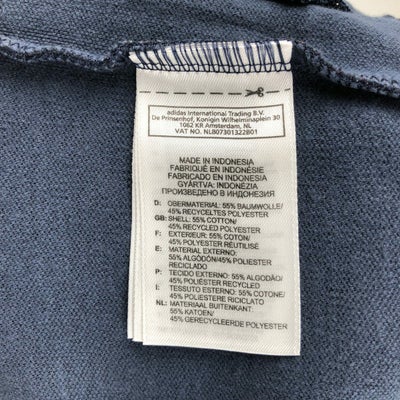 adidas International Trading B.V.
De Prinsenhof, Konigin Wilhelminaplein 30
1062 KR Amsterdam, NL
VAT NO. NL807301322B01
MADE IN INDONESIA
FABRIQUÉ EN INDONÉSIE
FABRICADO EN INDONESIA
GYÁRTVA: INDONÉZIA
ПРОИЗВЕДЕНО В ИНДОНЕЗИЯ
D: OBERMATERIAL: 55% BAUMWOLLE/
45% RECYCELTES POLYESTER
GB: SHELL: 55% COTTON/
45% RECYCLED POLYESTER
F: EXTERIEUR: 55% COTON/
45% POLYESTER RÉUTILISÉ
E: MATERIAL EXTERNO:
55% ALGODÓN/45% POLIESTER
RECICLADO
P: TECIDO EXTERNO: 55% ALGODÃO/
45% POLIÉSTER RECYCLED
I: TESSUTO ESTERNO: 55% COTONE/
45% POLIESTERE RICICLATO
NL: MATERIAAL BUITENKANT:
55% KATOEN/
45% GERECYCLEERDE POLYESTER